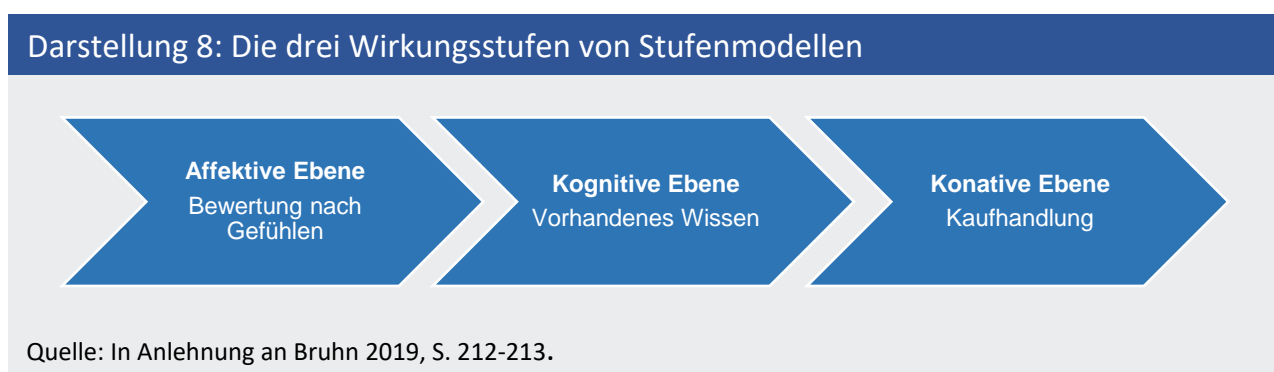 Darstellung 8: Die drei Wirkungsstufen von Stufenmodellen
Affektive Ebene
Bewertung nach
Gefühlen
Kognitive Ebene
Vorhandenes Wissen
Konative Ebene
Kaufhandlung
Quelle: In Anlehnung an Bruhn 2019, S. 212-213.